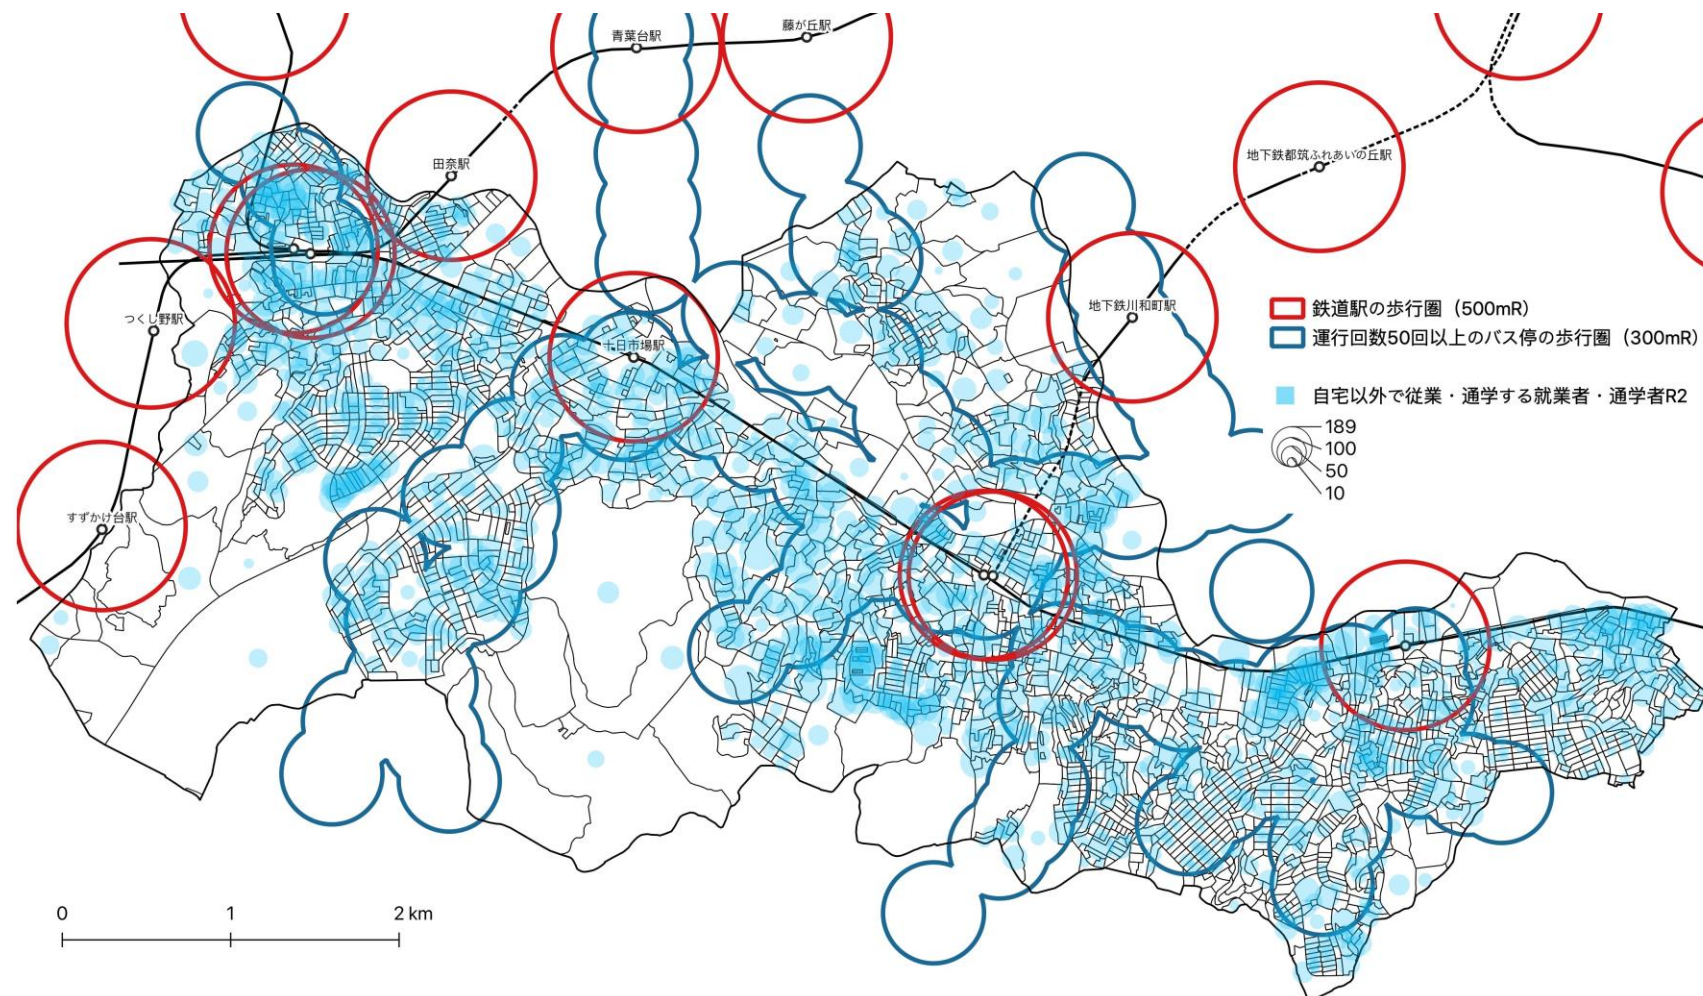 藤が丘駅
青葉台駅
田奈駅
地下鉄都筑ふれあいの丘駅
地下鉄川和町駅
つくし野駅
十日市場駅
すずかけ台駅
鉄道駅の歩行圏（500mR）
運行回数50回以上のバス停の歩行圏（300mR）
自宅以外で従業・通学する就業者・通学者R2
189
100
50
10
0 1 2 km